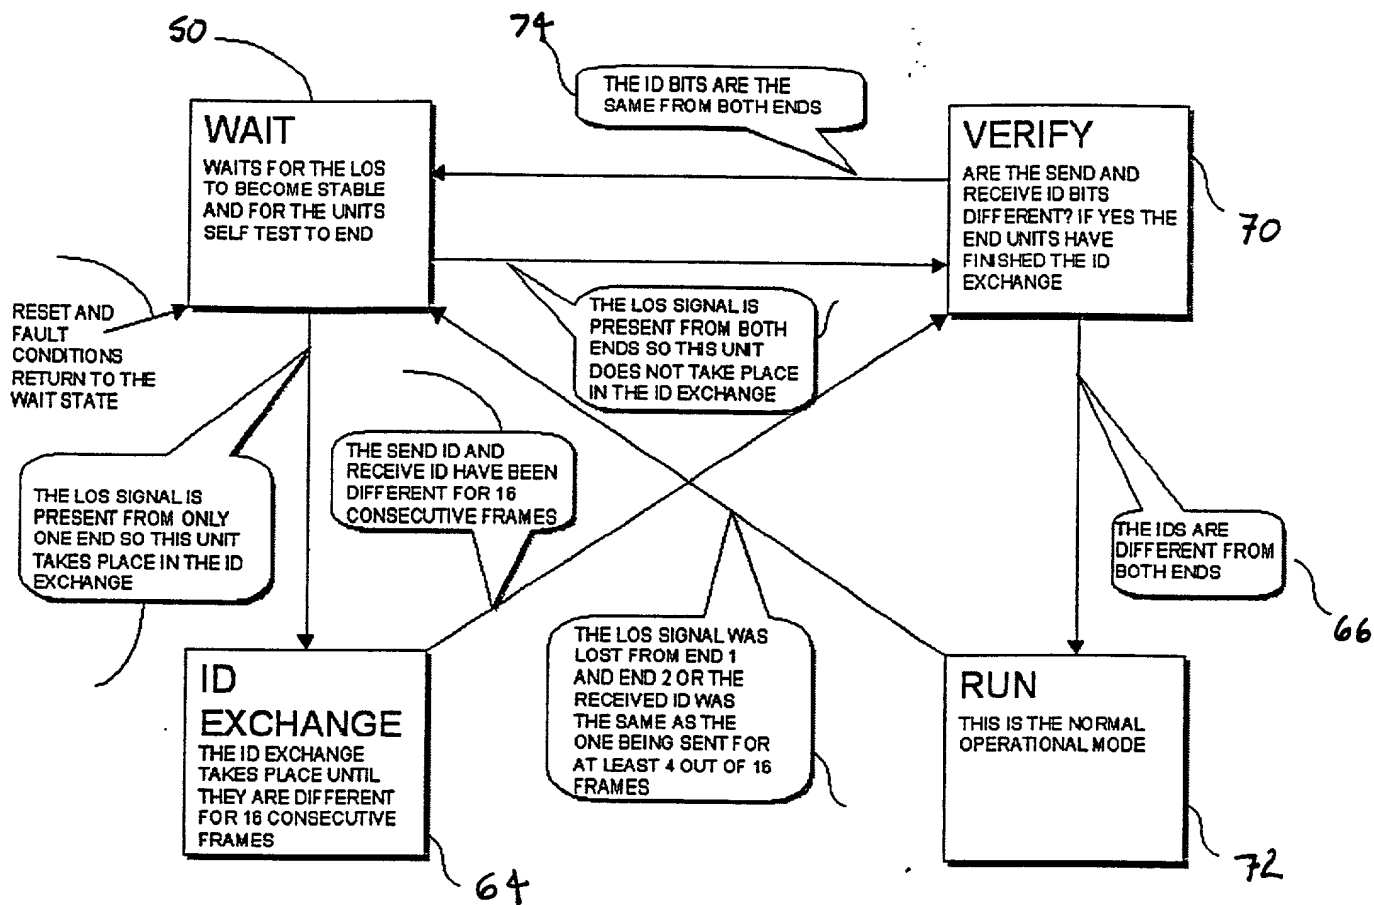 50
74
THE ID BITS ARE THE
SAME FROM BOTH ENDS
WAIT
WAITS FOR THE LOS
TO BECOME STABLE
AND FOR THE UNITS
SELF TEST TO END
VERIFY
ARE THE SEND AND
RECEIVE ID BITS
DIFFERENT? IF YES THE
END UNITS HAVE
FINISHED THE ID
EXCHANGE
70
RESET AND
FAULT
CONDITIONS
RETURN TO THE
WAIT STATE
THE LOS SIGNAL IS
PRESENT FROM BOTH
ENDS SO THIS UNIT
DOES NOT TAKE PLACE
IN THE ID EXCHANGE
THE SEND ID AND
RECEIVE ID HAVE BEEN
DIFFERENT FOR 16
CONSECUTIVE FRAMES
THE LOS SIGNAL IS
PRESENT FROM ONLY
ONE END SO THIS UNIT
TAKES PLACE IN THE ID
EXCHANGE
THE IDS ARE
DIFFERENT FROM
BOTH ENDS
66
THE LOS SIGNAL WAS
LOST FROM END 1
AND END 2 OR THE
RECEIVED ID WAS
THE SAME AS THE
ONE BEING SENT FOR
AT LEAST 4 OUT OF 16
FRAMES
ID
EXCHANGE
THE ID EXCHANGE
TAKES PLACE UNTIL
THEY ARE DIFFERENT
FOR 16 CONSECUTIVE
FRAMES
64
RUN
THIS IS THE NORMAL
OPERATIONAL MODE
72